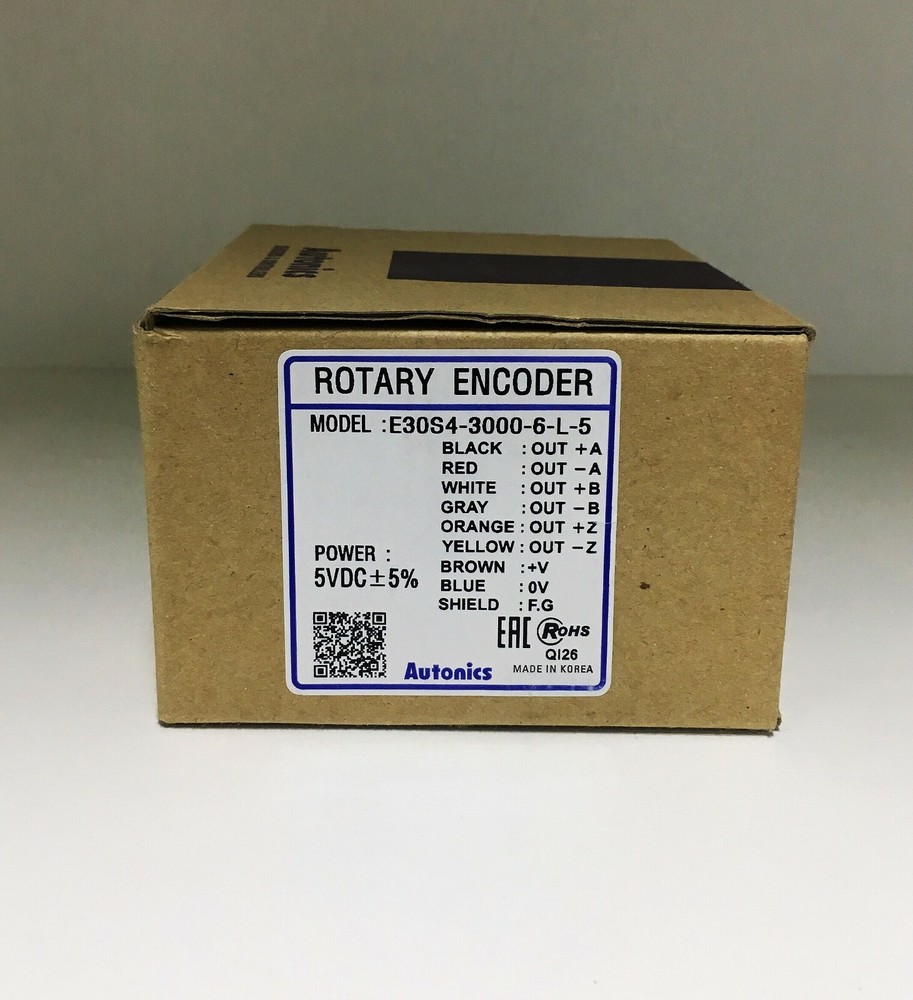 Autonics
ROTARY ENCODER
MODEL :E30S4-3000-6-L-5
BLACK : OUT +A
RED : OUT −A
WHITE : OUT +B
GRAY : OUT −B
ORANGE : OUT +Z
YELLOW : OUT −Z
POWER :
BROWN : +V
5VDC±5%
BLUE : 0V
SHIELD : F.G
EAC RoHS
QI26
Autonics MADE IN KOREA